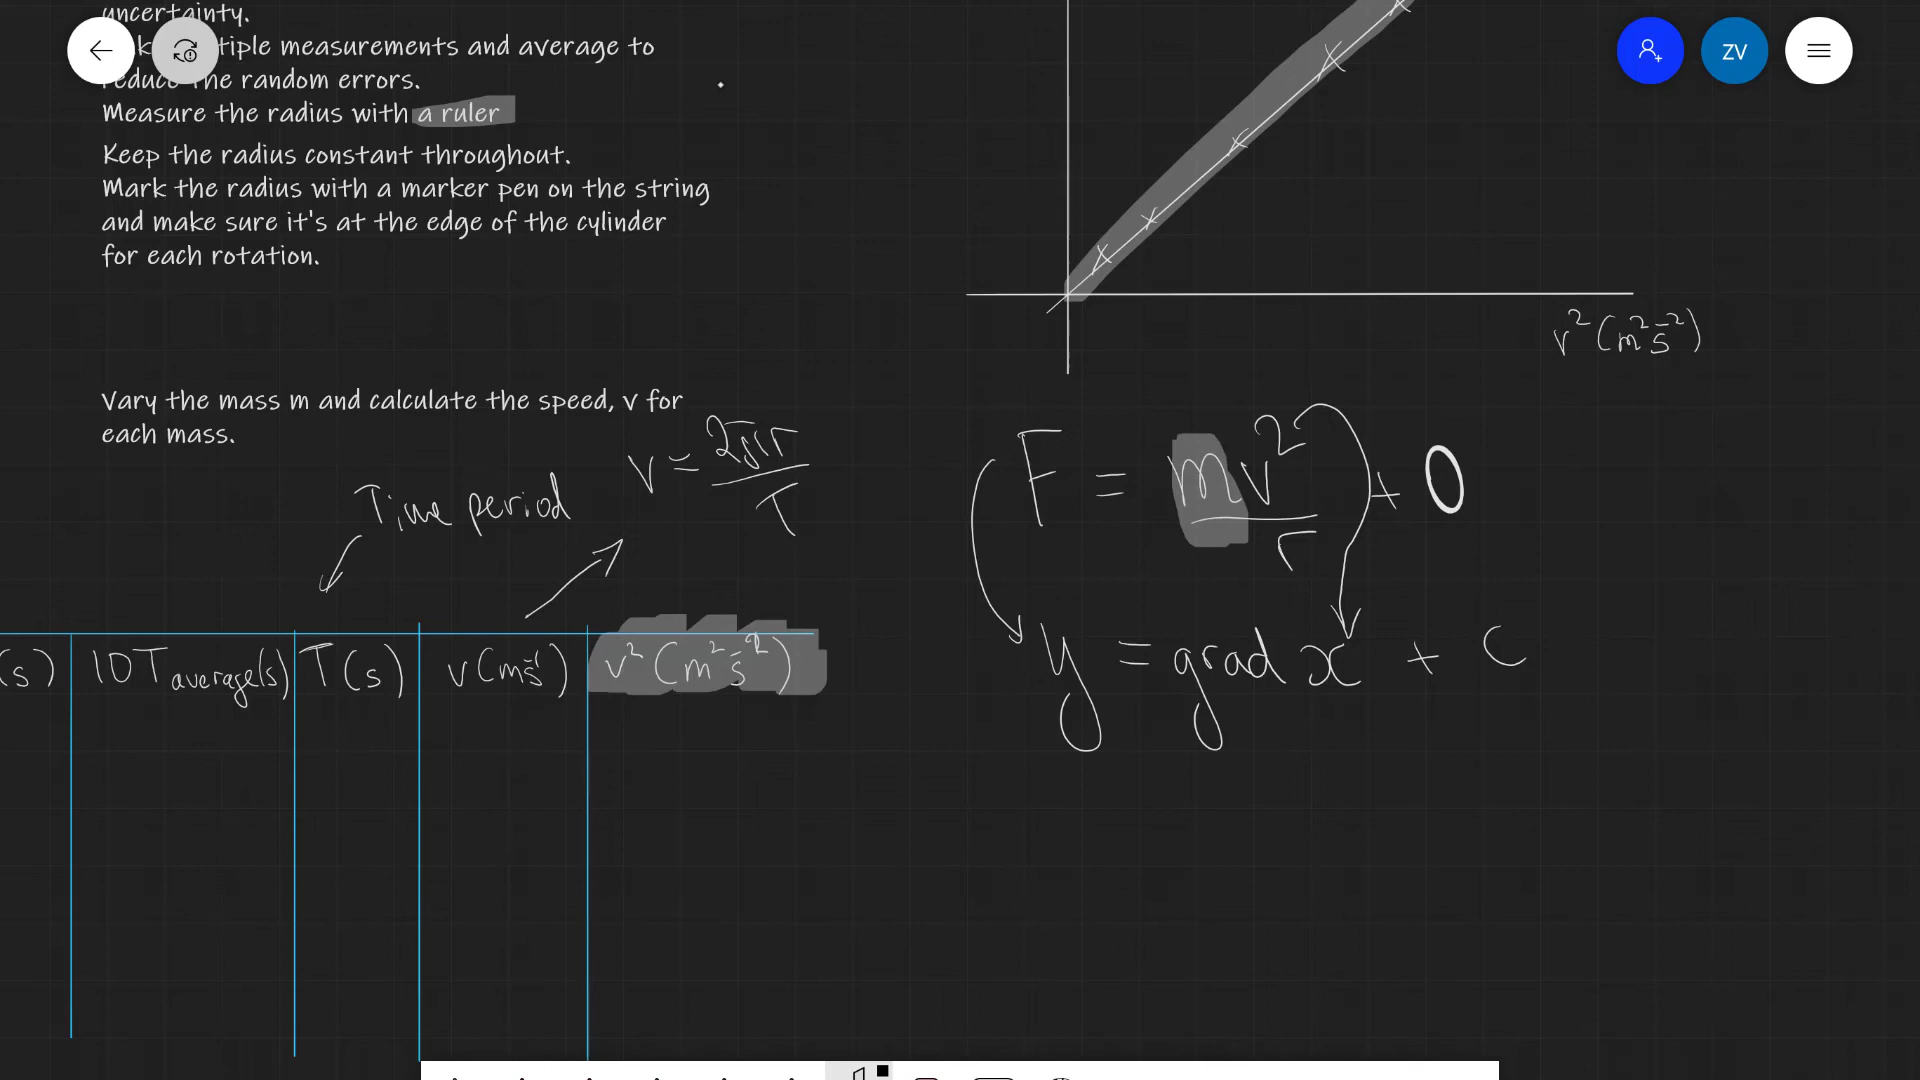 uncertainty.
tiple measurements and average to
reduce the random errors.
Measure the radius with a ruler
Keep the radius constant throughout.
Mark the radius with a marker pen on the string
and make sure it's at the edge of the cylinder
for each rotation.
Vary the mass m and calculate the speed, v for
each mass.
Time period
v = 2πr/T
(s) 10T average(s) T(s) v(ms⁻¹) v²(m²s⁻²)
ZV
v²(m²s⁻²)
F = mv²/r + 0
y = grad x + c